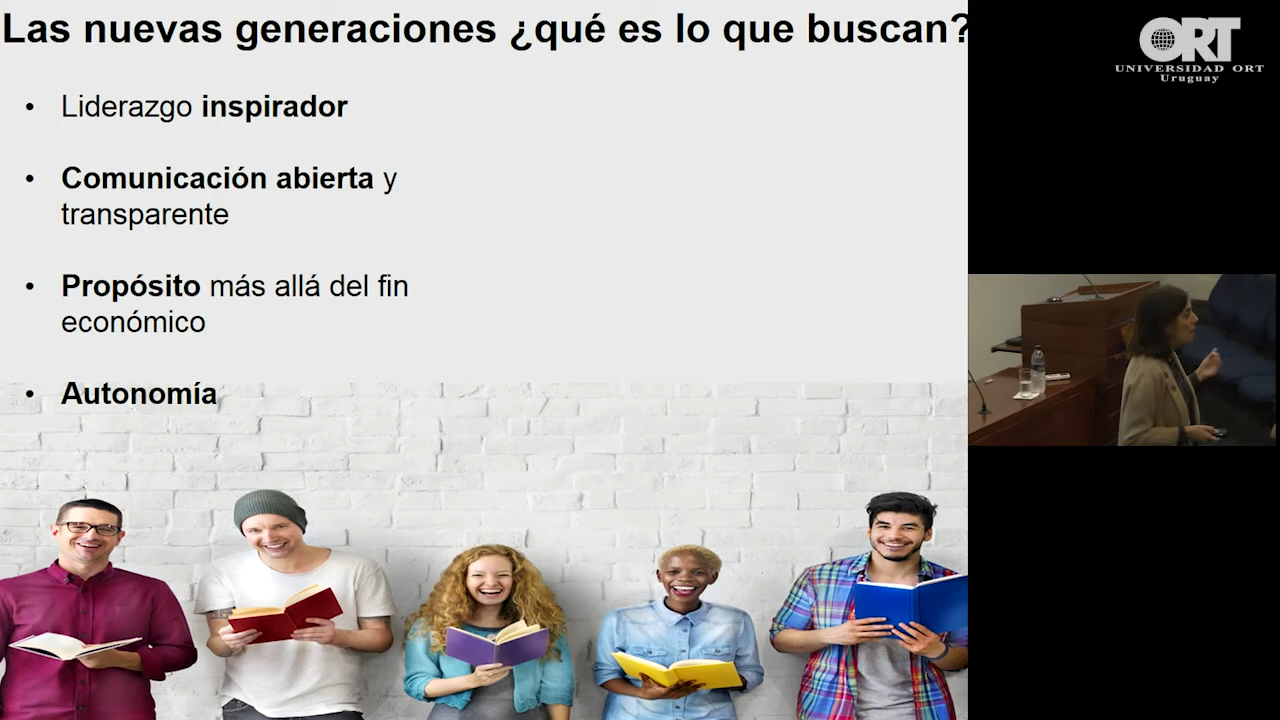 Las nuevas generaciones ¿qué es lo que buscan?
• Liderazgo inspirador
• Comunicación abierta y
transparente
• Propósito más allá del fin
económico
• Autonomía
ORT
UNIVERSIDAD ORT
Uruguay